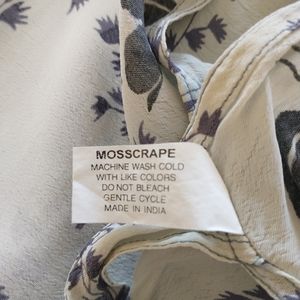 MOSSCRAPE
MACHINE WASH COLD
WITH LIKE COLORS
DO NOT BLEACH
GENTLE CYCLE
MADE IN INDIA